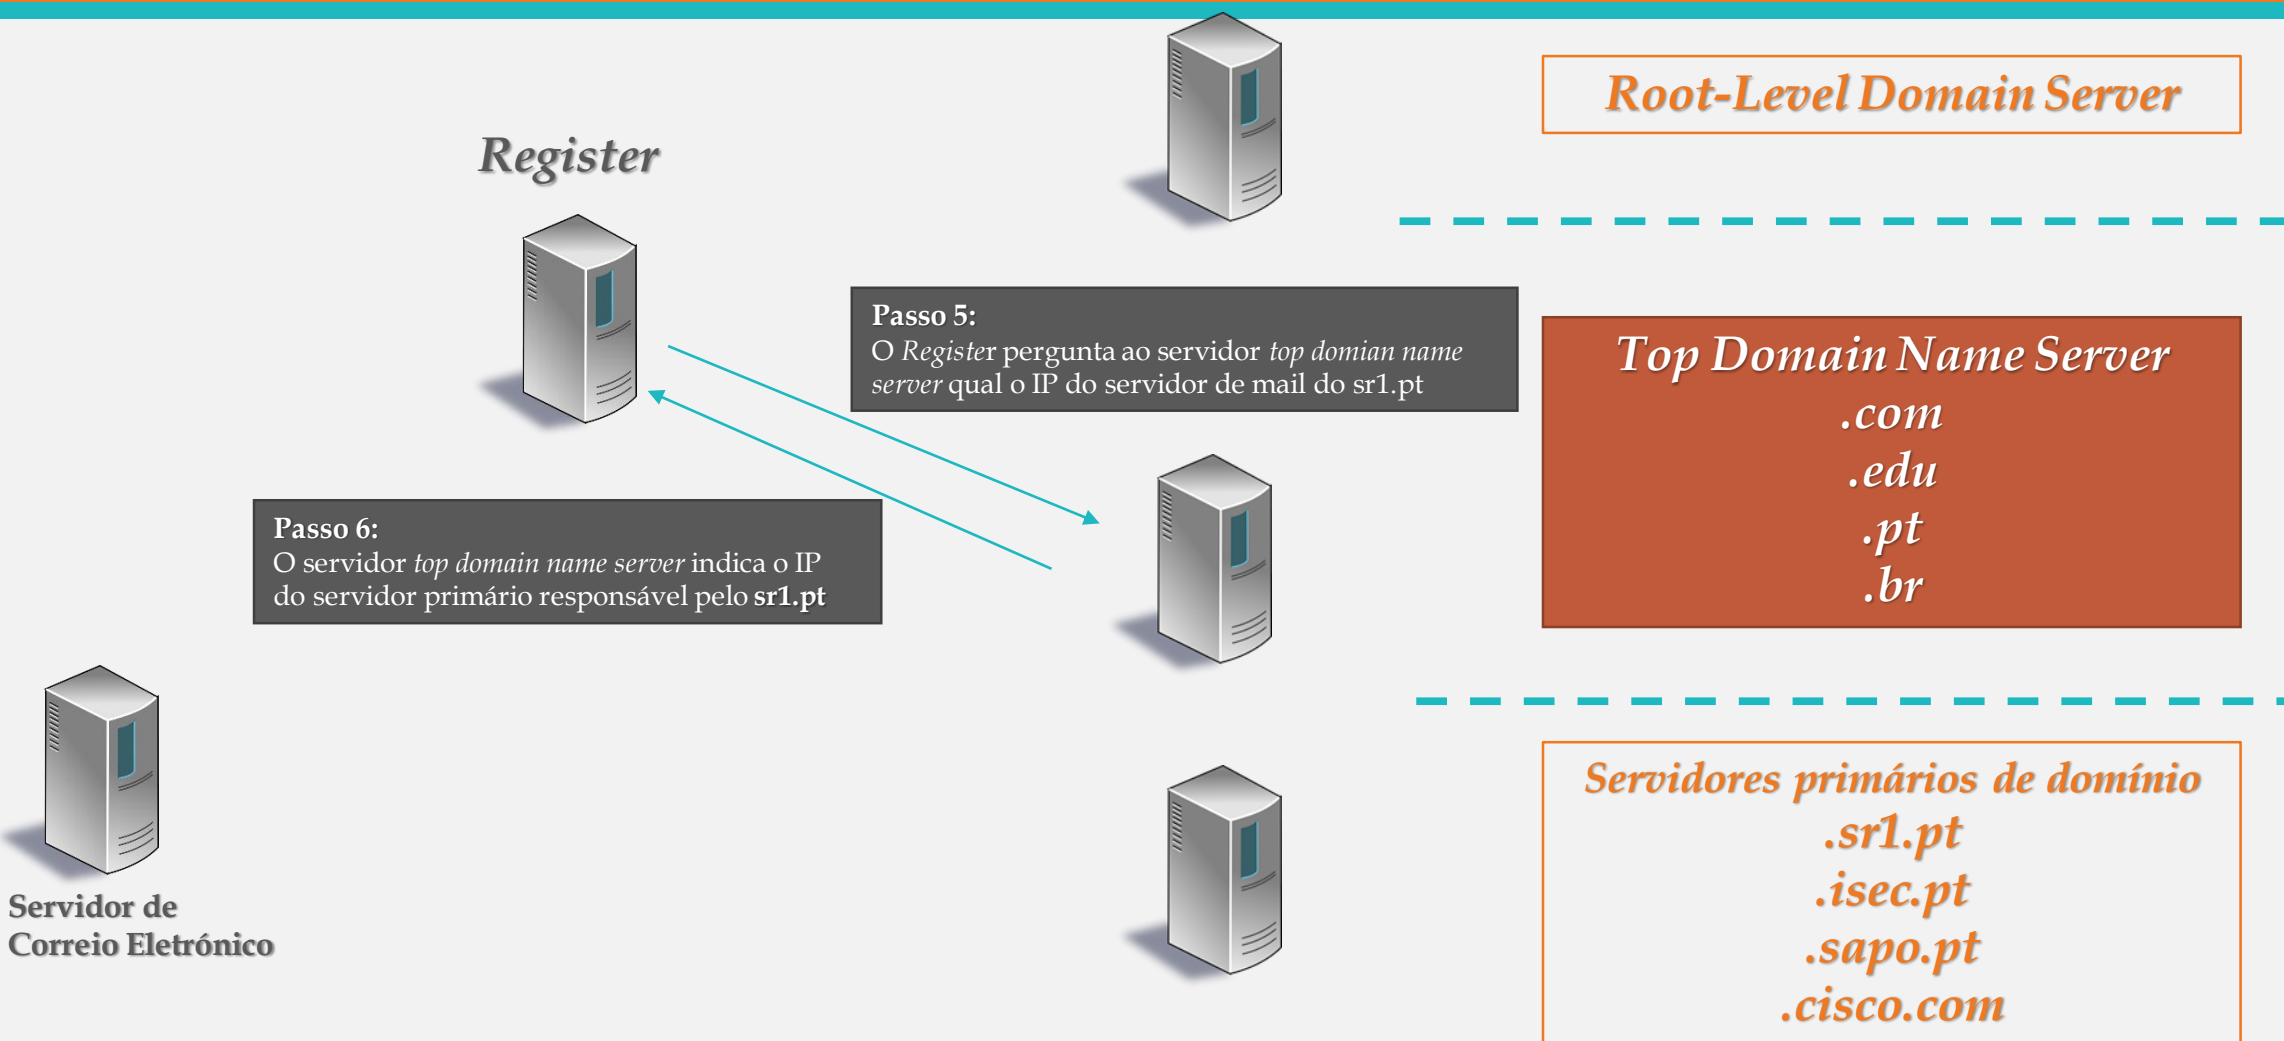 Root-Level Domain Server
Register
Passo 5:
O Register pergunta ao servidor top domian name
server qual o IP do servidor de mail do sr1.pt
Top Domain Name Server
.com
.edu
.pt
.br
Passo 6:
O servidor top domain name server indica o IP
do servidor primário responsável pelo sr1.pt
Servidor de
Correio Eletrónico
Servidores primários de domínio
.sr1.pt
.isec.pt
.sapo.pt
.cisco.com